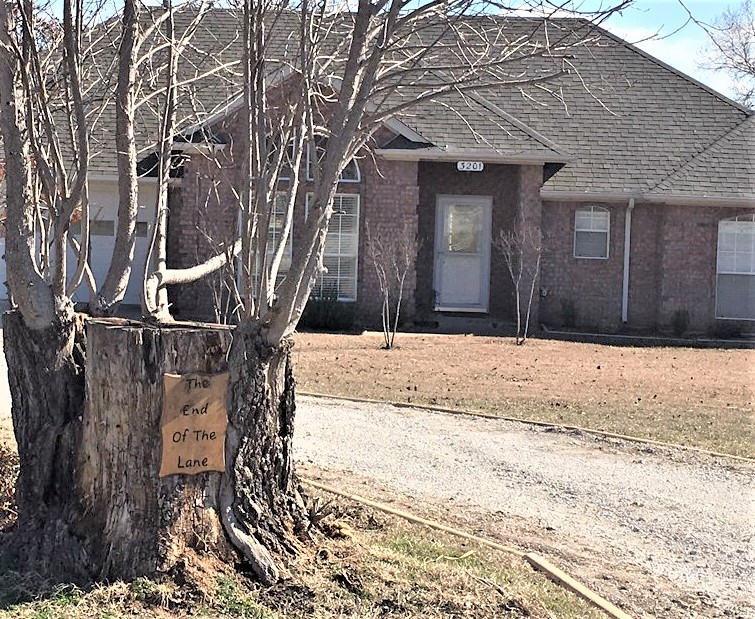 3201
The
End
Of The
Lane